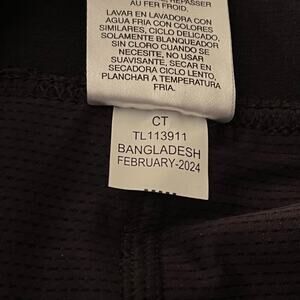 AU FER FROID.
LAVAR EN LAVADORA CON
AGUA FRIA CON COLORES
SIMILARES, CICLO DELICADO,
SOLAMENTE BLANQUEADOR
SIN CLORO CUANDO SE
NECESITE, NO USAR
SUAVISANTE, SECAR EN
SECADORA CICLO LENTO,
PLANCHAR A TEMPERATURA
FRIA.
CT
TL113911
BANGLADESH
FEBRUARY-2024